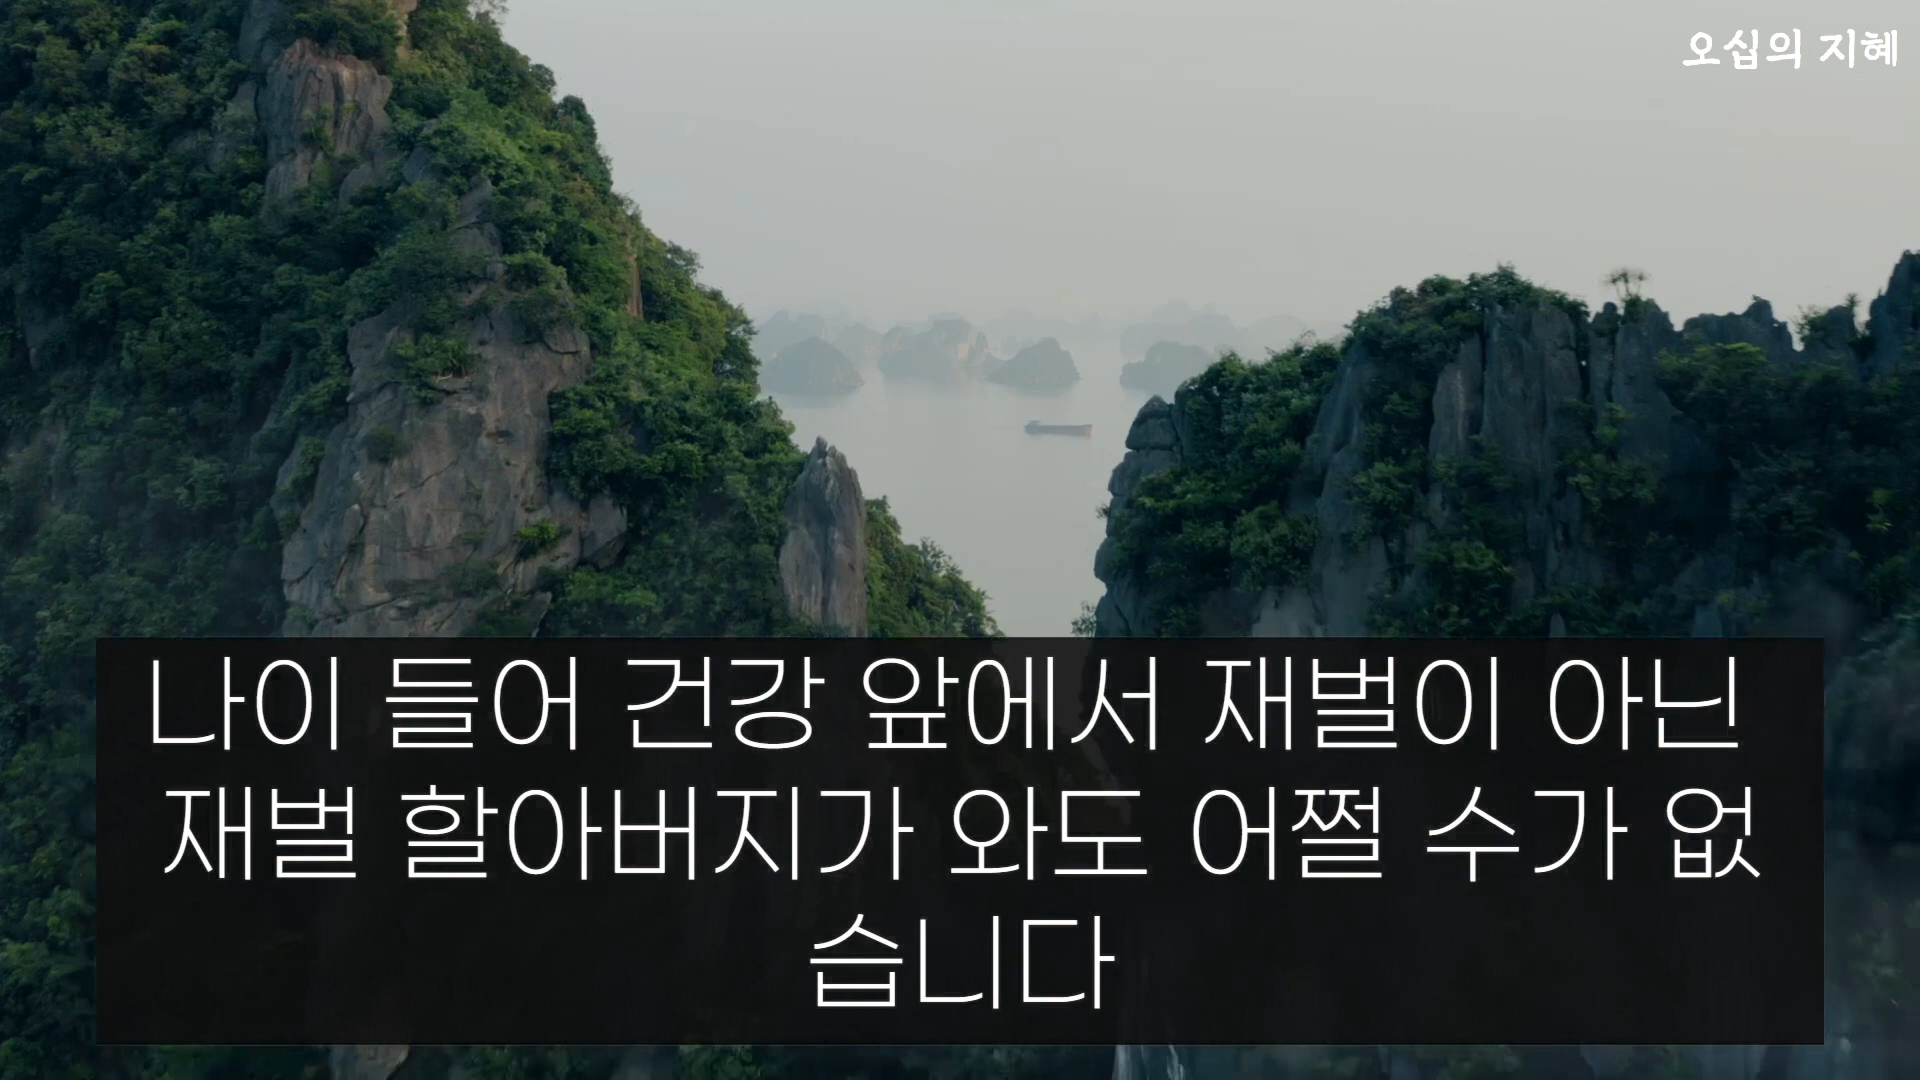 오십의 지혜
나이 들어 건강 앞에서 재벌이 아닌
재벌 할아버지가 와도 어쩔 수가 없
습니다